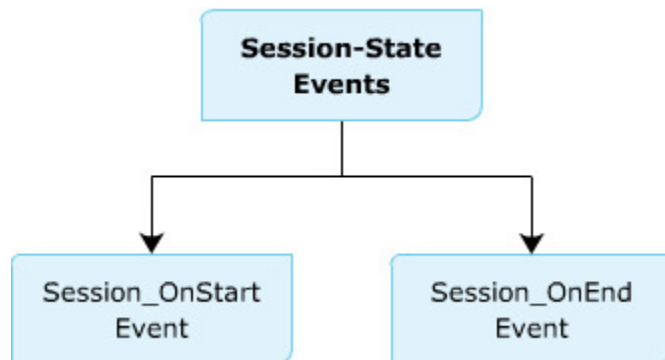 Session-State
Events
Session_OnStart
Event
Session_OnEnd
Event